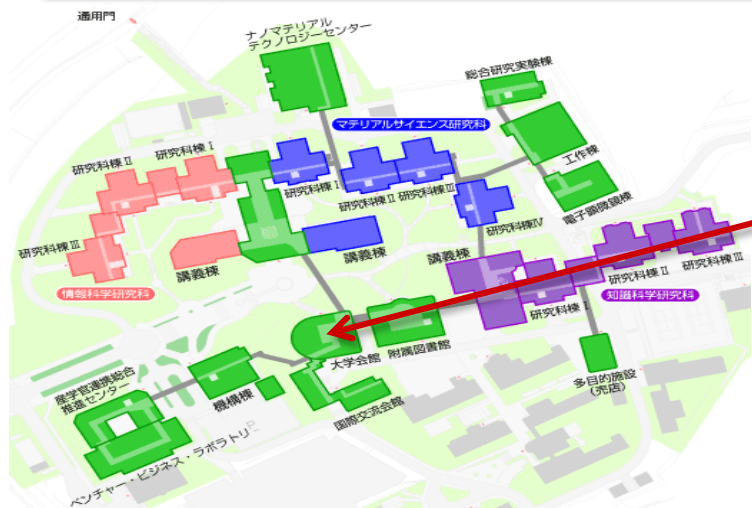 通用門
ナノマテリアル
テクノロジーセンター
総合研究実験棟
マテリアルサイエンス研究科
研究科棟Ⅱ
研究科棟Ⅰ
工作棟
研究科棟Ⅰ
研究科棟Ⅱ
研究科棟Ⅲ
電子顕微鏡棟
研究科棟Ⅳ
研究科棟Ⅲ
講義棟
講義棟
講義棟
研究科棟Ⅱ
研究科棟Ⅲ
情報科学研究科
知識科学研究科
研究科棟Ⅰ
大学会館
附属図書館
多目的施設
(売店)
産学官連携総合
推進センター
機構棟
国際交流会館
ベンチャー・ビジネス・ラボラトリ
P